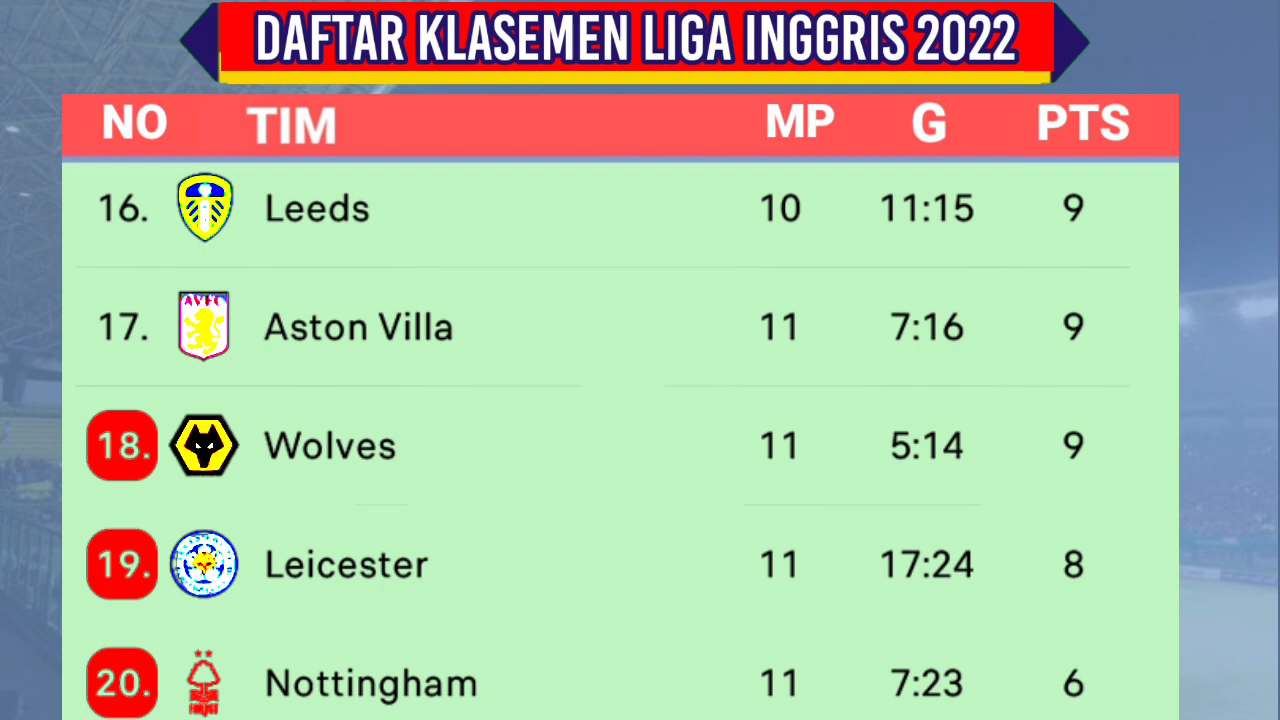 DAFTAR KLASEMEN LIGA INGGRIS 2022
NO TIM MP G PTS
16. Leeds 10 11:15 9
AVFC
17. Aston Villa 11 7:16 9
18. Wolves 11 5:14 9
19. Leicester 11 17:24 8
20. Nottingham 11 7:23 6